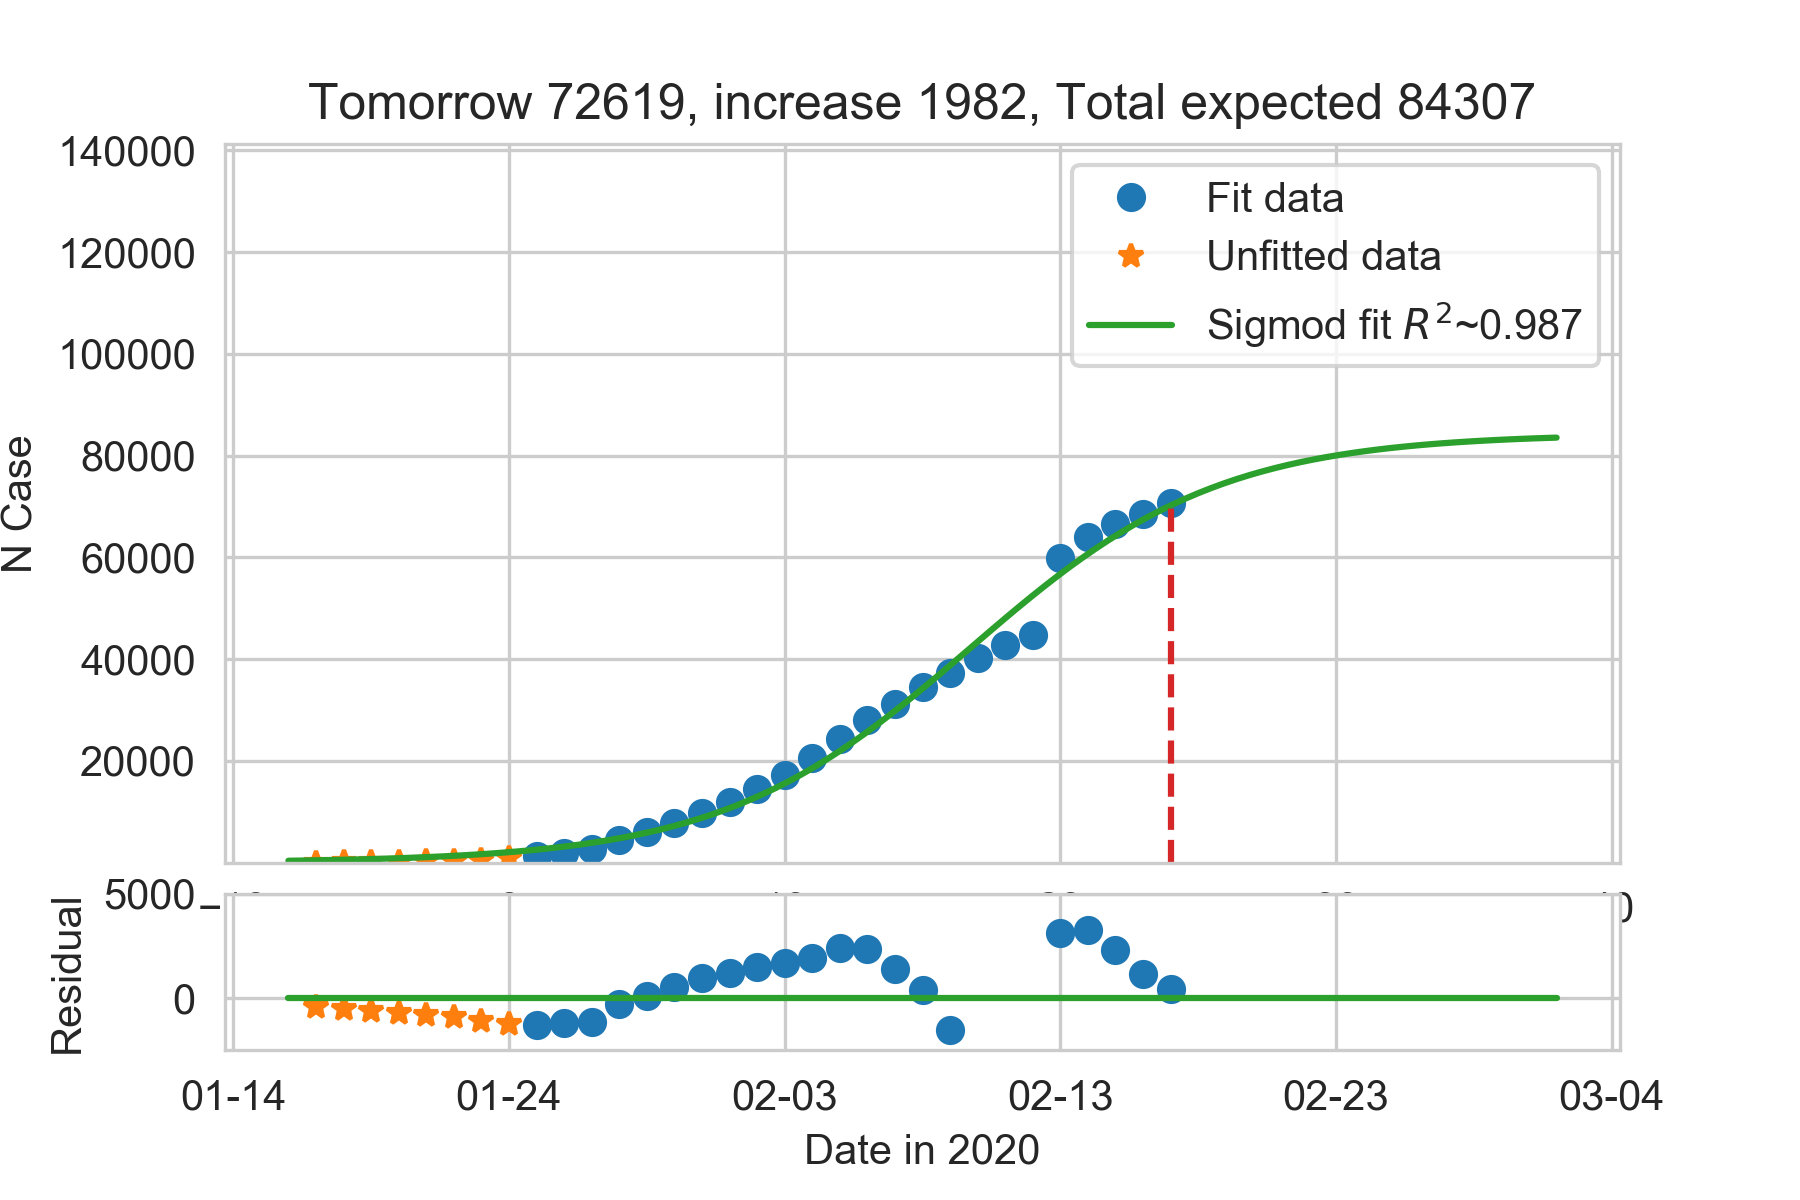 Tomorrow 72619, increase 1982, Total expected 84307
140000
120000
100000
80000
60000
40000
20000
N Case
Fit data
Unfitted data
Sigmod fit R²~0.987
5000
0
Residual
01-14 01-24 02-03 02-13 02-23 03-04
Date in 2020